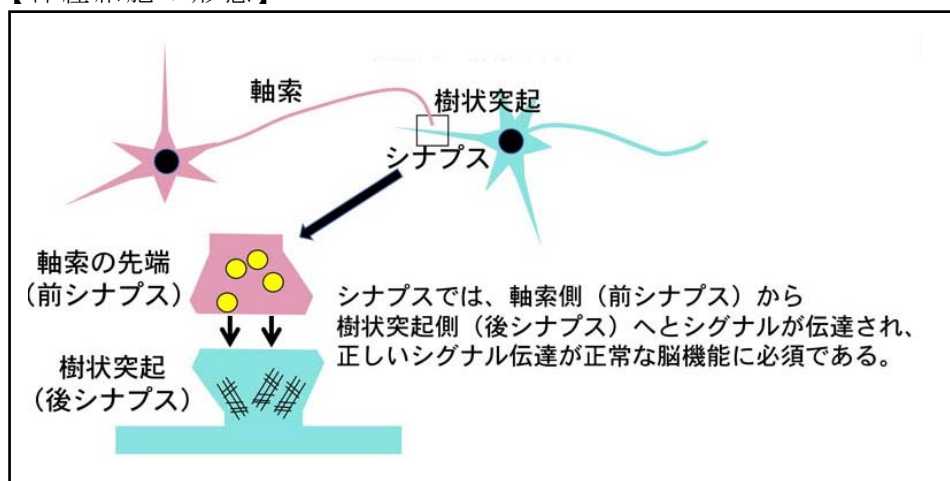 軸索
樹状突起
シナプス
軸索の先端
(前シナプス)
シナプスでは、軸索側(前シナプス)から
樹状突起側(後シナプス)へとシグナルが伝達され、
正しいシグナル伝達が正常な脳機能に必須である。
樹状突起
(後シナプス)